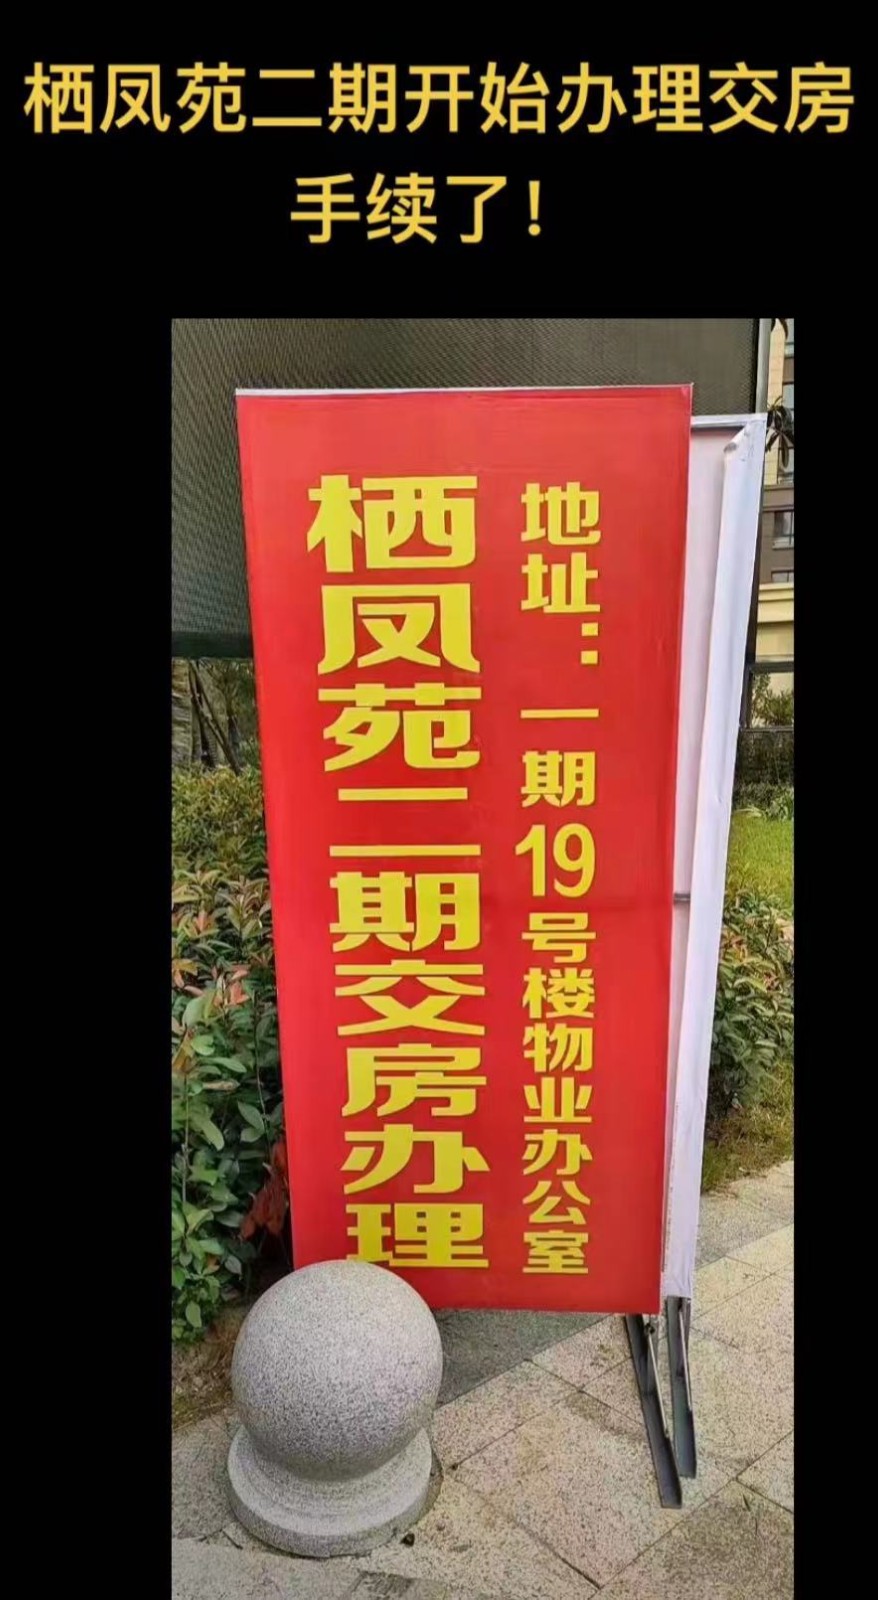 栖凤苑二期开始办理交房
手续了！
栖凤苑二期交房办理
地址：一期19号楼物业办公室